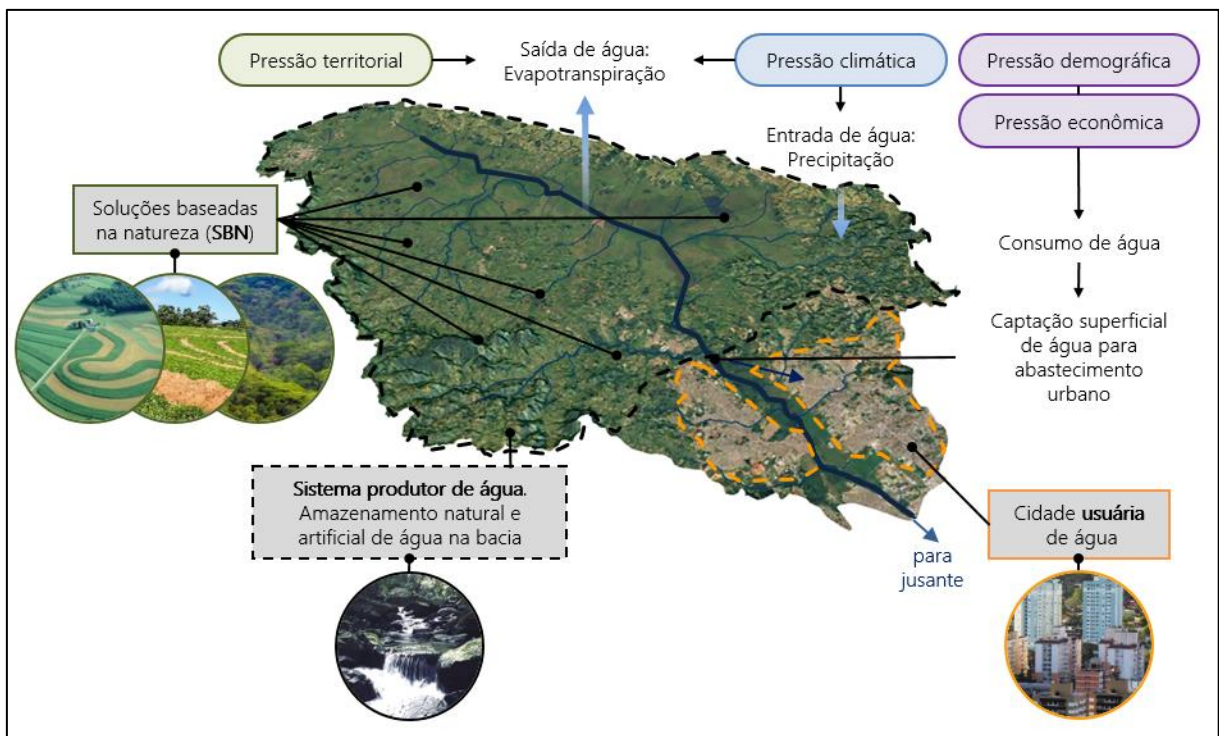 Pressão territorial
Saída de água:
Evapotranspiração
Pressão climática
Pressão demográfica
Pressão econômica
Entrada de água:
Precipitação
Soluções baseadas
na natureza (SBN)
Consumo de água
Captação superficial
de água para
abastecimento
urbano
Sistema produtor de água.
Amazenamento natural e
artificial de água na bacia
Cidade usuária
de água
para
jusante